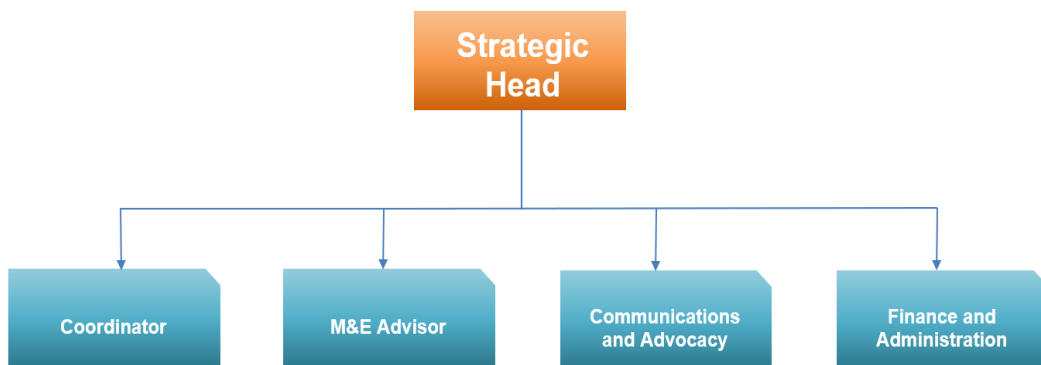 Strategic
Head
Coordinator
M&E Advisor
Communications
and Advocacy
Finance and
Administration